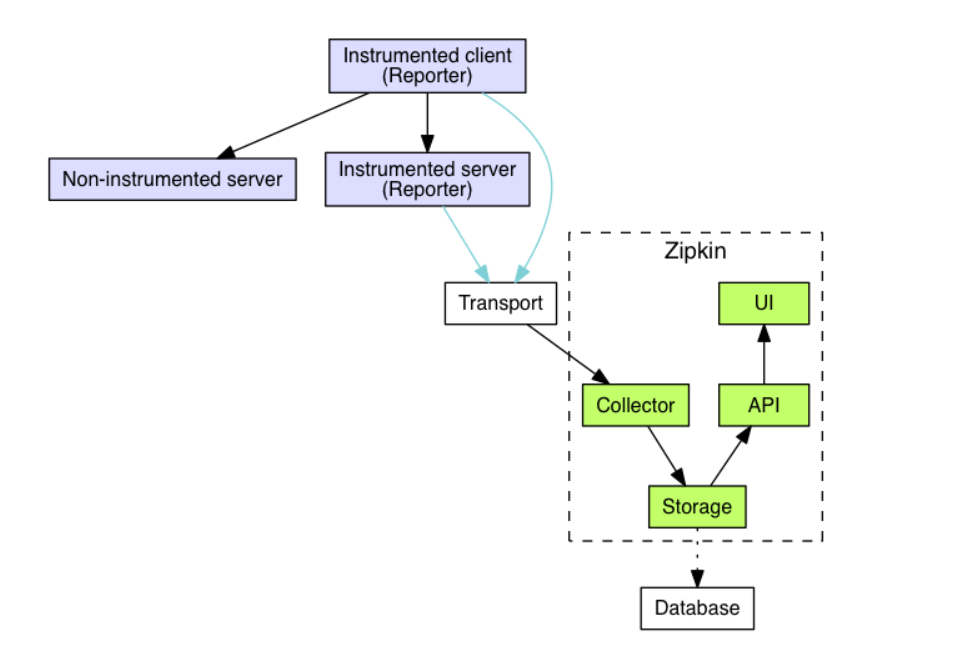 Instrumented client
(Reporter)
Non-instrumented server
Instrumented server
(Reporter)
Zipkin
Transport
UI
Collector
API
Storage
Database